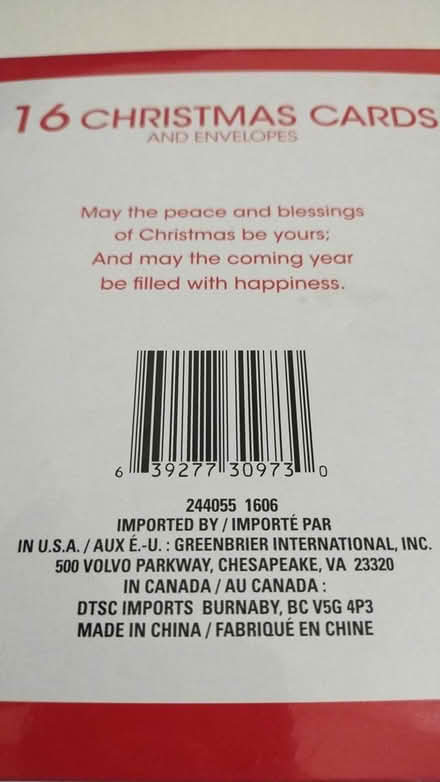 16 CHRISTMAS CARDS
AND ENVELOPES
May the peace and blessings
of Christmas be yours;
And may the coming year
be filled with happiness.
6 39277 30973 0
244055 1606
IMPORTED BY / IMPORTÉ PAR
IN U.S.A. / AUX É.-U. : GREENBRIER INTERNATIONAL, INC.
500 VOLVO PARKWAY, CHESAPEAKE, VA 23320
IN CANADA / AU CANADA :
DTSC IMPORTS BURNABY, BC V5G 4P3
MADE IN CHINA / FABRIQUÉ EN CHINE